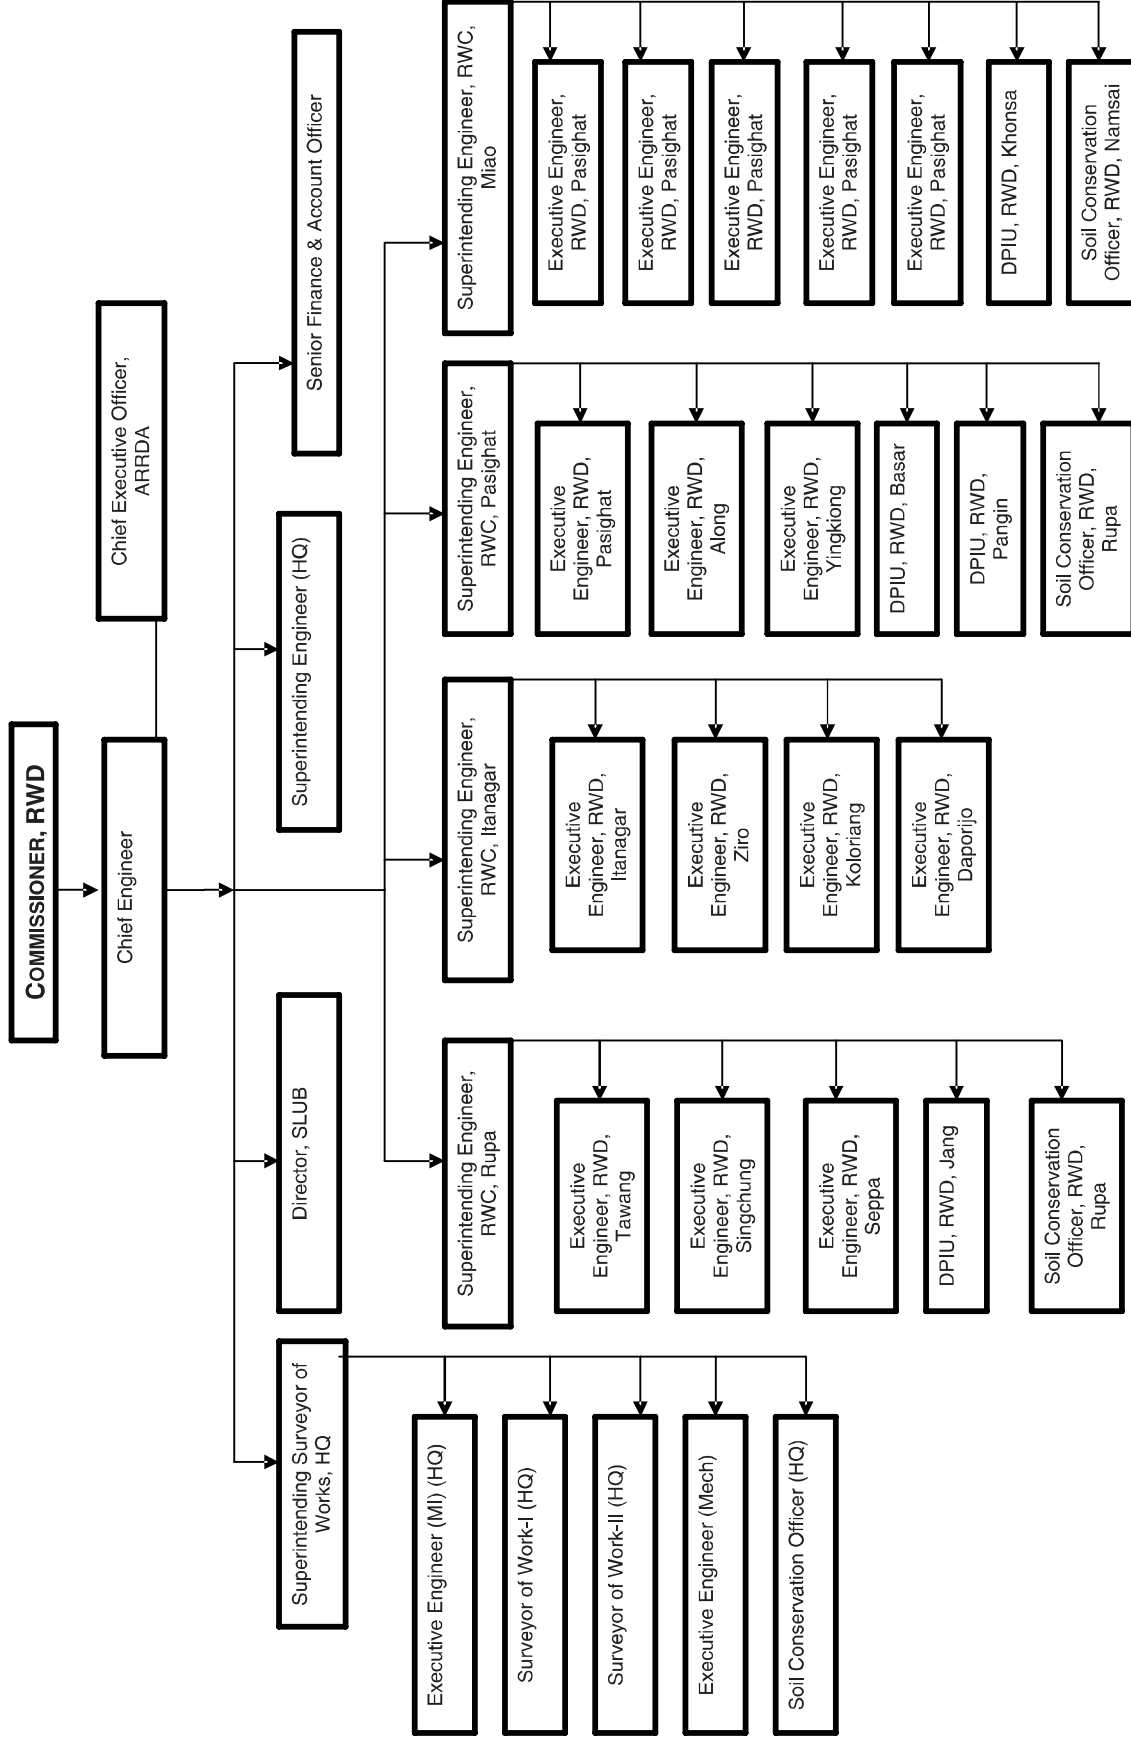 COMMISSIONER, RWD
Chief Engineer
Chief Executive Officer,
ARRDA
Superintending Surveyor of
Works, HQ
Director, SLUB
Superintending Engineer (HQ)
Senior Finance & Account Officer
Executive Engineer (MI) (HQ)
Surveyor of Work-I (HQ)
Surveyor of Work-II (HQ)
Executive Engineer (Mech)
Soil Conservation Officer (HQ)
Superintending Engineer,
RWC, Rupa
Executive
Engineer, RWD,
Tawang
Executive
Engineer, RWD,
Singchung
Executive
Engineer, RWD,
Seppa
DPIU, RWD, Jang
Soil Conservation
Officer, RWD,
Rupa
Superintending Engineer,
RWC, Itanagar
Executive
Engineer, RWD,
Itanagar
Executive
Engineer, RWD,
Ziro
Executive
Engineer, RWD,
Koloriang
Executive
Engineer, RWD,
Daporijo
Superintending Engineer,
RWC, Pasighat
Executive
Engineer, RWD,
Pasighat
Executive
Engineer, RWD,
Along
Executive
Engineer, RWD,
Yingkiong
DPIU, RWD, Basar
DPIU, RWD,
Pangin
Soil Conservation
Officer, RWD,
Rupa
Superintending Engineer, RWC,
Miao
Executive Engineer,
RWD, Pasighat
Executive Engineer,
RWD, Pasighat
Executive Engineer,
RWD, Pasighat
Executive Engineer,
RWD, Pasighat
Executive Engineer,
RWD, Pasighat
DPIU, RWD, Khonsa
Soil Conservation
Officer, RWD, Namsai